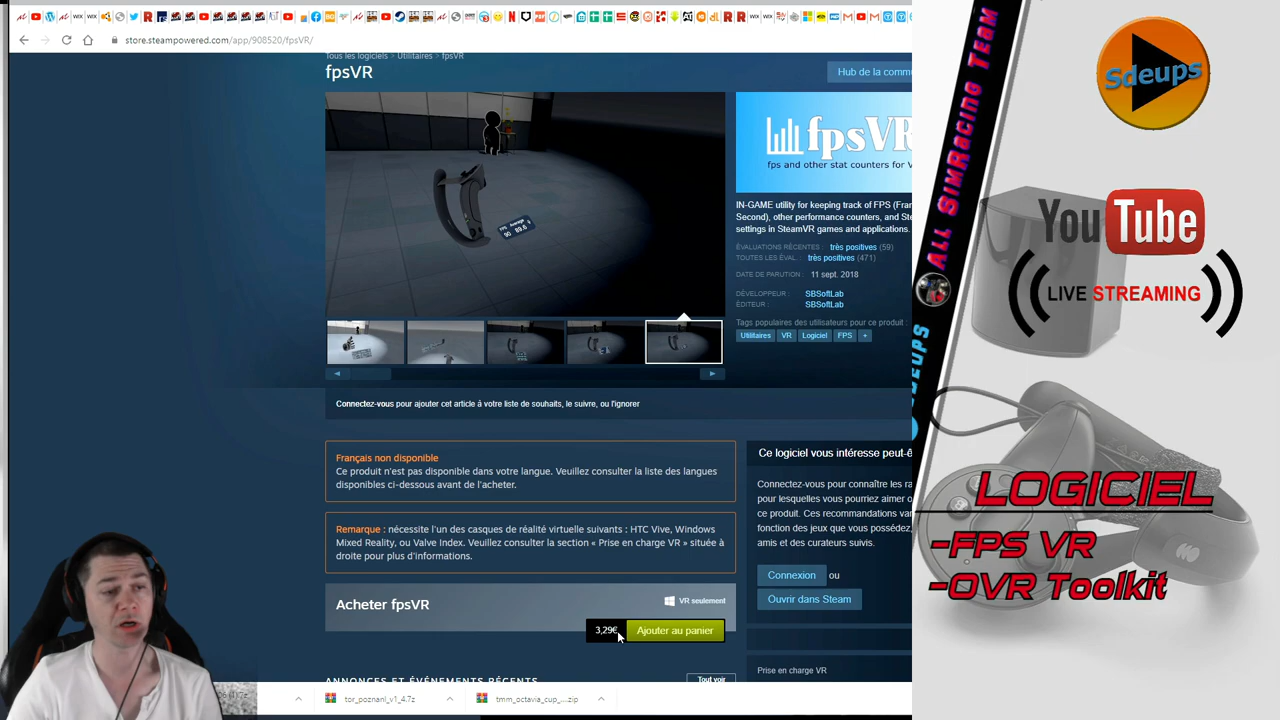 store.steampowered.com/app/908520/fpsVR/
Tous les logiciels > Utilitaires > fpsVR
fpsVR
Hub de la commu
FPS Average
90 89.6
fpsVR
fps and other stat counters for V
IN-GAME utility for keeping track of FPS (Fran
Second), other performance counters, and Ste
settings in SteamVR games and applications.
ÉVALUATIONS RÉCENTES : très positives (59)
TOUTES LES ÉVAL. : très positives (471)
DATE DE PARUTION : 11 sept. 2018
DÉVELOPPEUR : SBSoftLab
ÉDITEUR : SBSoftLab
Tags populaires des utilisateurs pour ce produit :
Utilitaires VR Logiciel FPS +
Connectez-vous pour ajouter cet article à votre liste de souhaits, le suivre, ou l'ignorer
Français non disponible
Ce produit n'est pas disponible dans votre langue. Veuillez consulter la liste des langues
disponibles ci-dessous avant de l'acheter.
Remarque : nécessite l'un des casques de réalité virtuelle suivants : HTC Vive, Windows
Mixed Reality, ou Valve Index. Veuillez consulter la section « Prise en charge VR » située à
droite pour plus d'informations.
Acheter fpsVR
VR seulement
3,29€
Ajouter au panier
ANNONCES ET ÉVÉNEMENTS RÉCENTS
Tout voir
Ce logiciel vous intéresse peut-ê
Connectez-vous pour connaître les ra
pour lesquelles vous pourriez aimer o
ce produit. Ces recommandations var
fonction des jeux que vous possédez,
amis et des curateurs suivis.
Connexion ou
Ouvrir dans Steam
Prise en charge VR
tor_poznani_v1_4.7z
tmm_octavia_cup_....zip
Sdeups
ALL SIMRacing TEAM
YouTube
LIVE STREAMING
LOGICIEL
-FPS VR
-OVR Toolkit